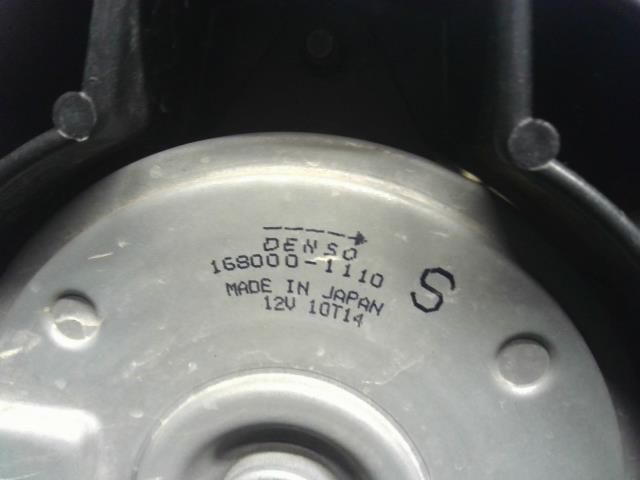 DENSO
168000-1110
MADE IN JAPAN
12V 10T14
S